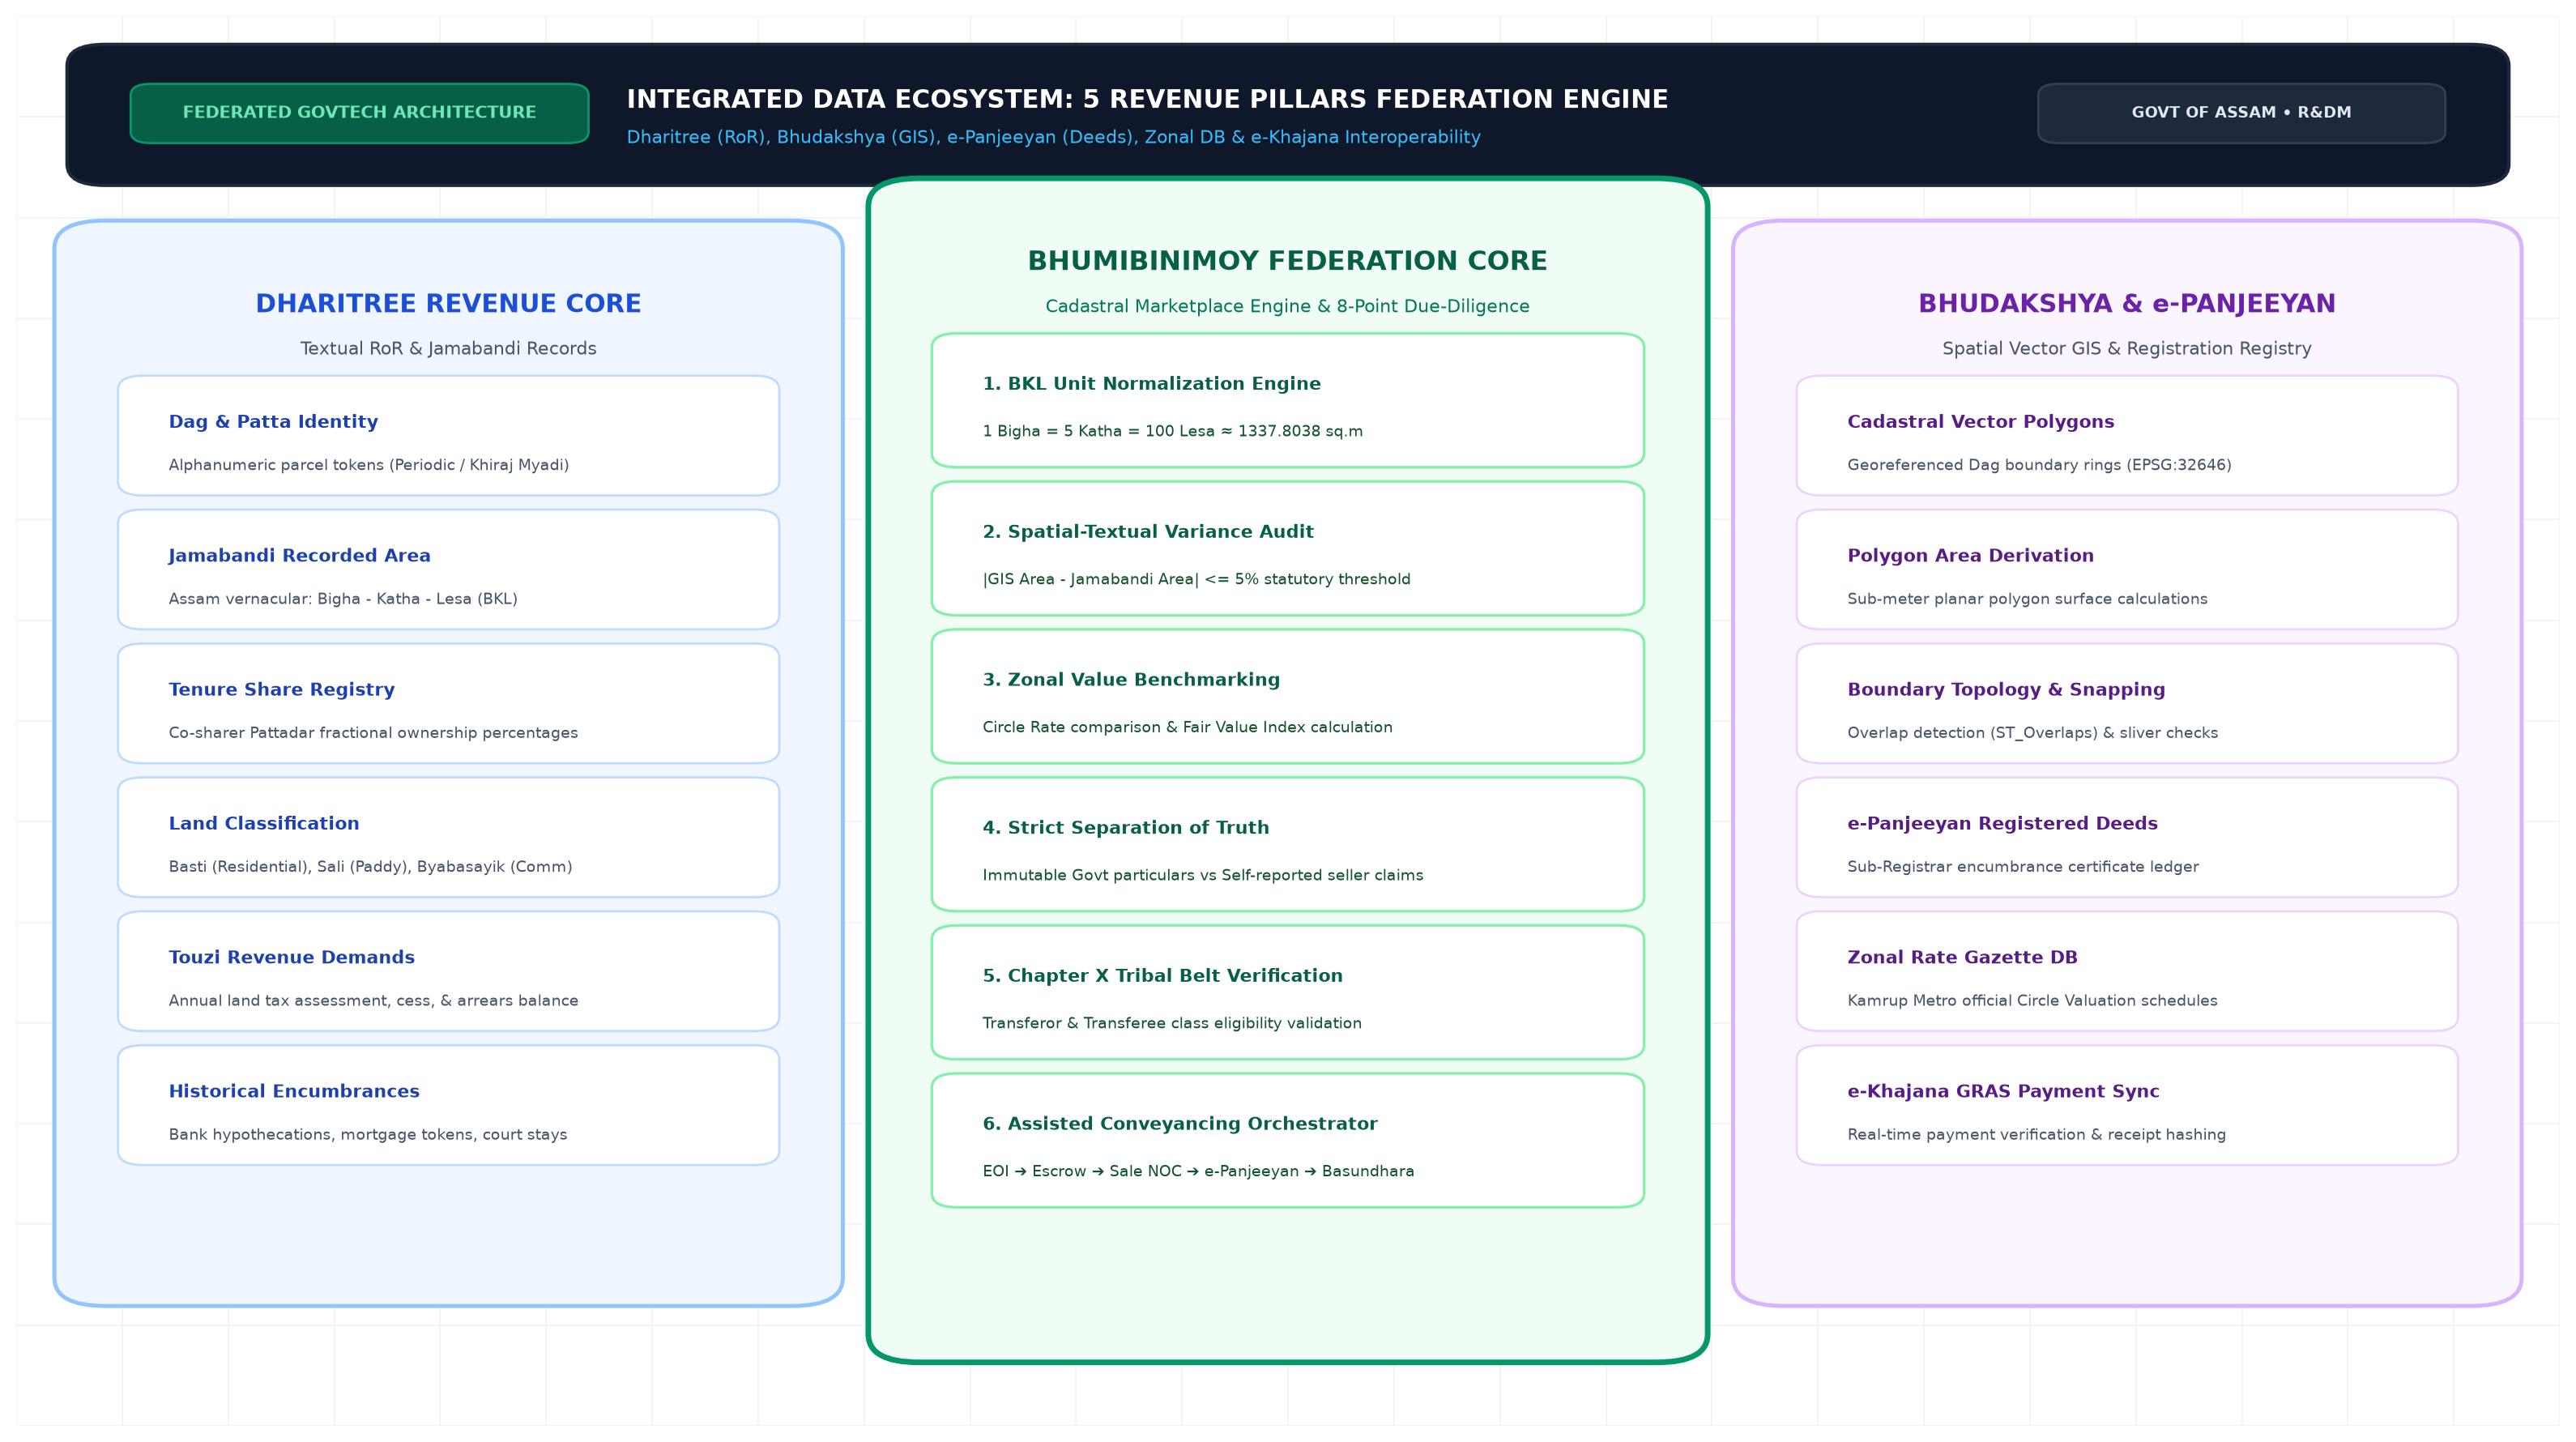 FEDERATED GOVTECH ARCHITECTURE
INTEGRATED DATA ECOSYSTEM: 5 REVENUE PILLARS FEDERATION ENGINE
Dharitree (RoR), Bhudakshya (GIS), e-Panjeeyan (Deeds), Zonal DB & e-Khajana Interoperability
GOVT OF ASSAM • R&DM
DHARITREE REVENUE CORE
Textual RoR & Jamabandi Records
Dag & Patta Identity
Alphanumeric parcel tokens (Periodic / Khiraj Myadi)
Jamabandi Recorded Area
Assam vernacular: Bigha - Katha - Lesa (BKL)
Tenure Share Registry
Co-sharer Pattadar fractional ownership percentages
Land Classification
Basti (Residential), Sali (Paddy), Byabasayik (Comm)
Touzi Revenue Demands
Annual land tax assessment, cess, & arrears balance
Historical Encumbrances
Bank hypothecations, mortgage tokens, court stays
BHUMIBINIMOY FEDERATION CORE
Cadastral Marketplace Engine & 8-Point Due-Diligence
1. BKL Unit Normalization Engine
1 Bigha = 5 Katha = 100 Lesa ≈ 1337.8038 sq.m
2. Spatial-Textual Variance Audit
|GIS Area - Jamabandi Area| <= 5% statutory threshold
3. Zonal Value Benchmarking
Circle Rate comparison & Fair Value Index calculation
4. Strict Separation of Truth
Immutable Govt particulars vs Self-reported seller claims
5. Chapter X Tribal Belt Verification
Transferor & Transferee class eligibility validation
6. Assisted Conveyancing Orchestrator
EOI ➔ Escrow ➔ Sale NOC ➔ e-Panjeeyan ➔ Basundhara
BHUDAKSHYA & e-PANJEEYAN
Spatial Vector GIS & Registration Registry
Cadastral Vector Polygons
Georeferenced Dag boundary rings (EPSG:32646)
Polygon Area Derivation
Sub-meter planar polygon surface calculations
Boundary Topology & Snapping
Overlap detection (ST_Overlaps) & sliver checks
e-Panjeeyan Registered Deeds
Sub-Registrar encumbrance certificate ledger
Zonal Rate Gazette DB
Kamrup Metro official Circle Valuation schedules
e-Khajana GRAS Payment Sync
Real-time payment verification & receipt hashing